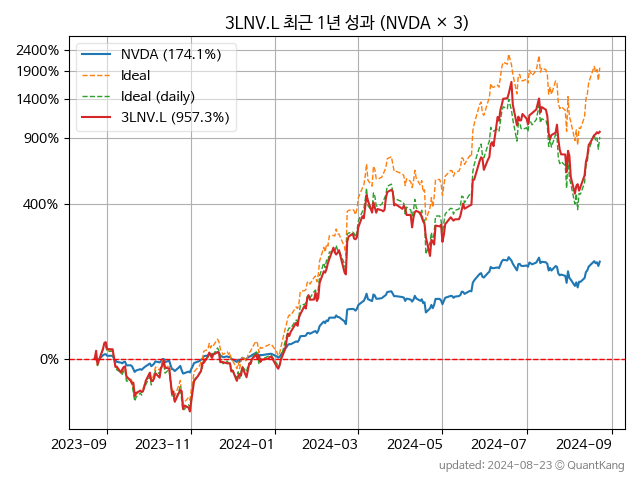 3LNV.L 최근 1년 성과 (NVDA × 3)
2400%
1900%
1400%
900%
400%
0%
NVDA (174.1%)
Ideal
Ideal (daily)
3LNV.L (957.3%)
2023-09 2023-11 2024-01 2024-03 2024-05 2024-07 2024-09
updated: 2024-08-23 © QuantKang